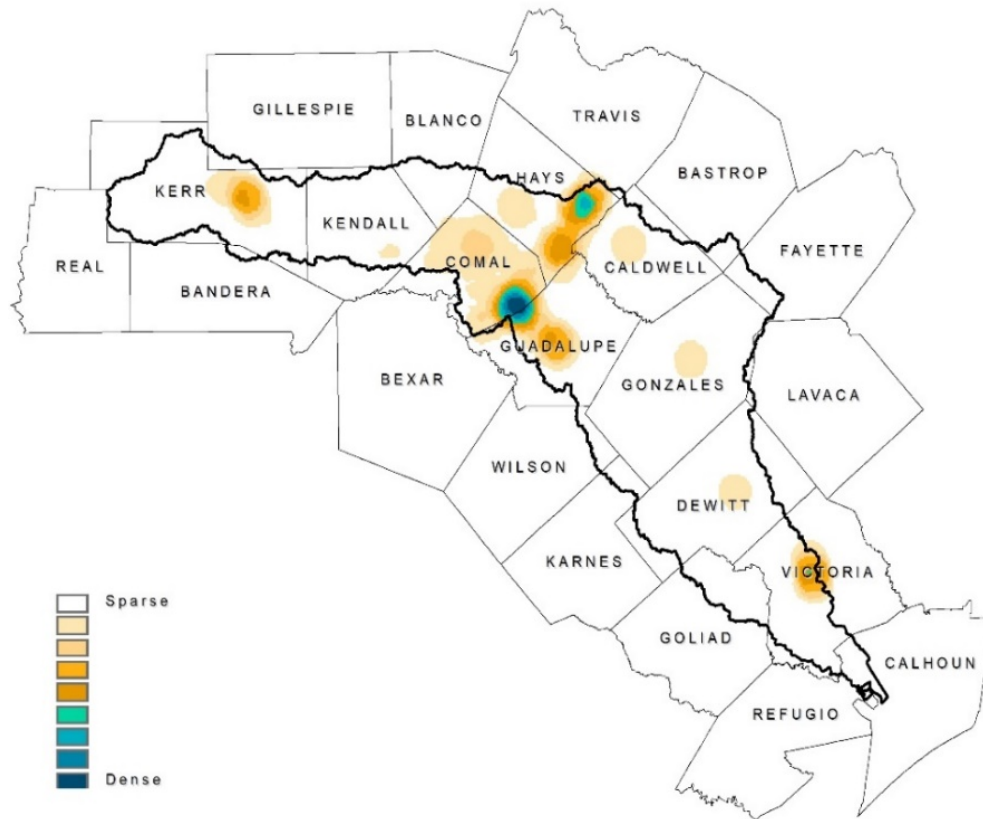 GILLESPIE
BLANCO
TRAVIS
HAYS
BASTROP
KERR
KENDALL
FAYETTE
REAL
BANDERA
COMAL
CALDWELL
GUADALUPE
BEXAR
GONZALES
LAVACA
WILSON
DEWITT
KARNES
VICTORIA
GOLIAD
CALHOUN
REFUGIO
Sparse
Dense